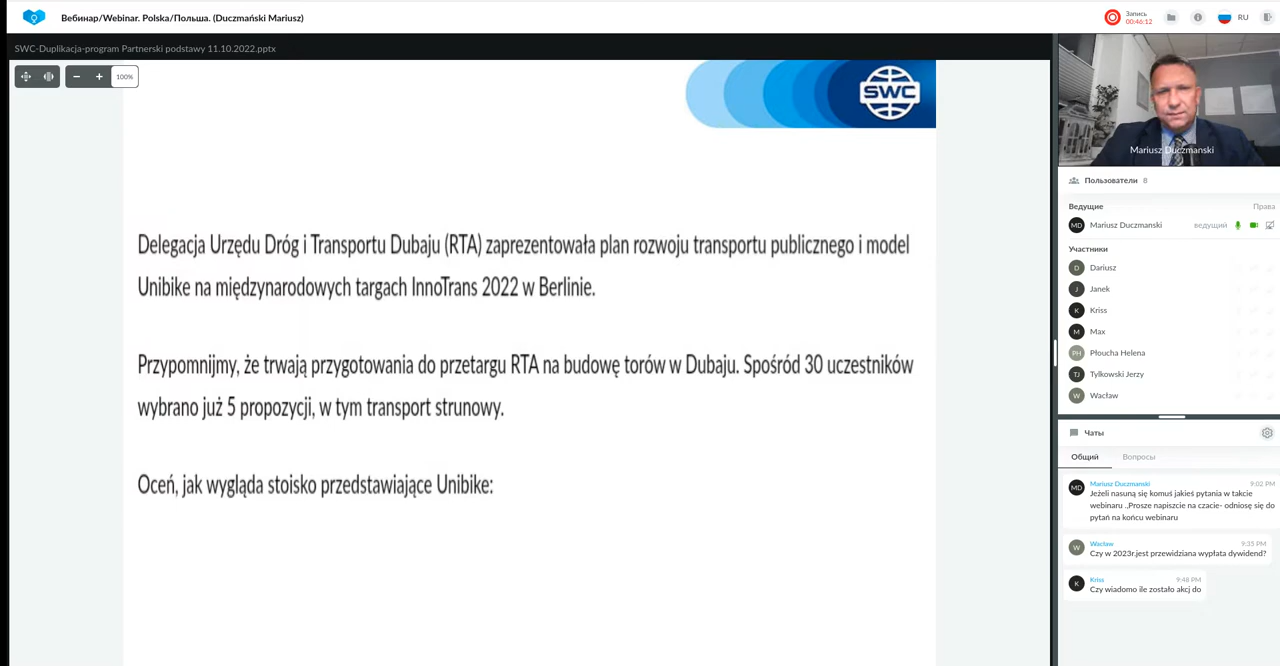 Вебинар/Webinar. Polska/Польша. (Duczmański Mariusz)
Запись
00:46:12
RU
SWC-Duplikacja-program Partnerski podstawy 11.10.2022.pptx
100%
SWC
Delegacja Urzędu Dróg i Transportu Dubaju (RTA) zaprezentowała plan rozwoju transportu publicznego i model
Unibike na międzynarodowych targach InnoTrans 2022 w Berlinie.
Przypomnijmy, że trwają przygotowania do przetargu RTA na budowę torów w Dubaju. Spośród 30 uczestników
wybrano już 5 propozycji, w tym transport strunowy.
Oceń, jak wygląda stoisko przedstawiające Unibike:
Mariusz Duczmanski
Пользователи 8
Ведущие Права
MD Mariusz Duczmanski ведущий
Участники
D Dariusz
J Janek
K Kriss
M Max
PH Płoucha Helena
TJ Tylkowski Jerzy
W Wacław
Чаты
Общий Вопросы
MD Mariusz Duczmanski 9:02 PM
Jeżeli nasuną się komuś jakieś pytania w takcie
webinaru .,Prosze napiszcie na czacie- odniosę się do
pytań na końcu webinaru
W Wacław 9:35 PM
Czy w 2023r.jest przewidziana wypłata dywidend?
K Kriss 9:48 PM
Czy wiadomo ile zostało akcj do